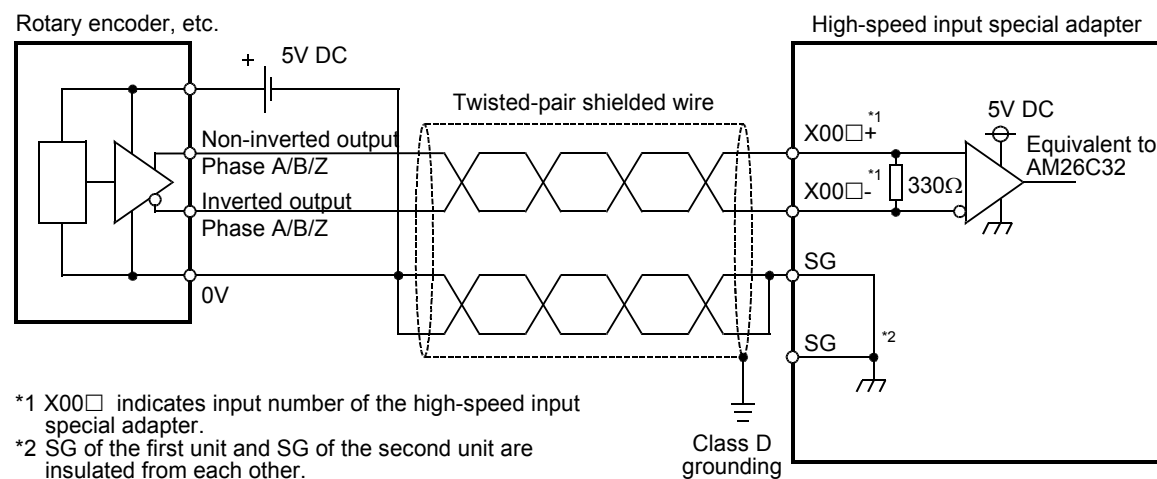 Rotary encoder, etc.
High-speed input special adapter
+ 5V DC
Twisted-pair shielded wire
5V DC
Non-inverted output
Phase A/B/Z
X00□+ *1
Equivalent to
AM26C32
Inverted output
Phase A/B/Z
X00□- *1
330Ω
SG
0V
SG
*2
*1 X00□ indicates input number of the high-speed input
special adapter.
*2 SG of the first unit and SG of the second unit are
insulated from each other.
Class D
grounding